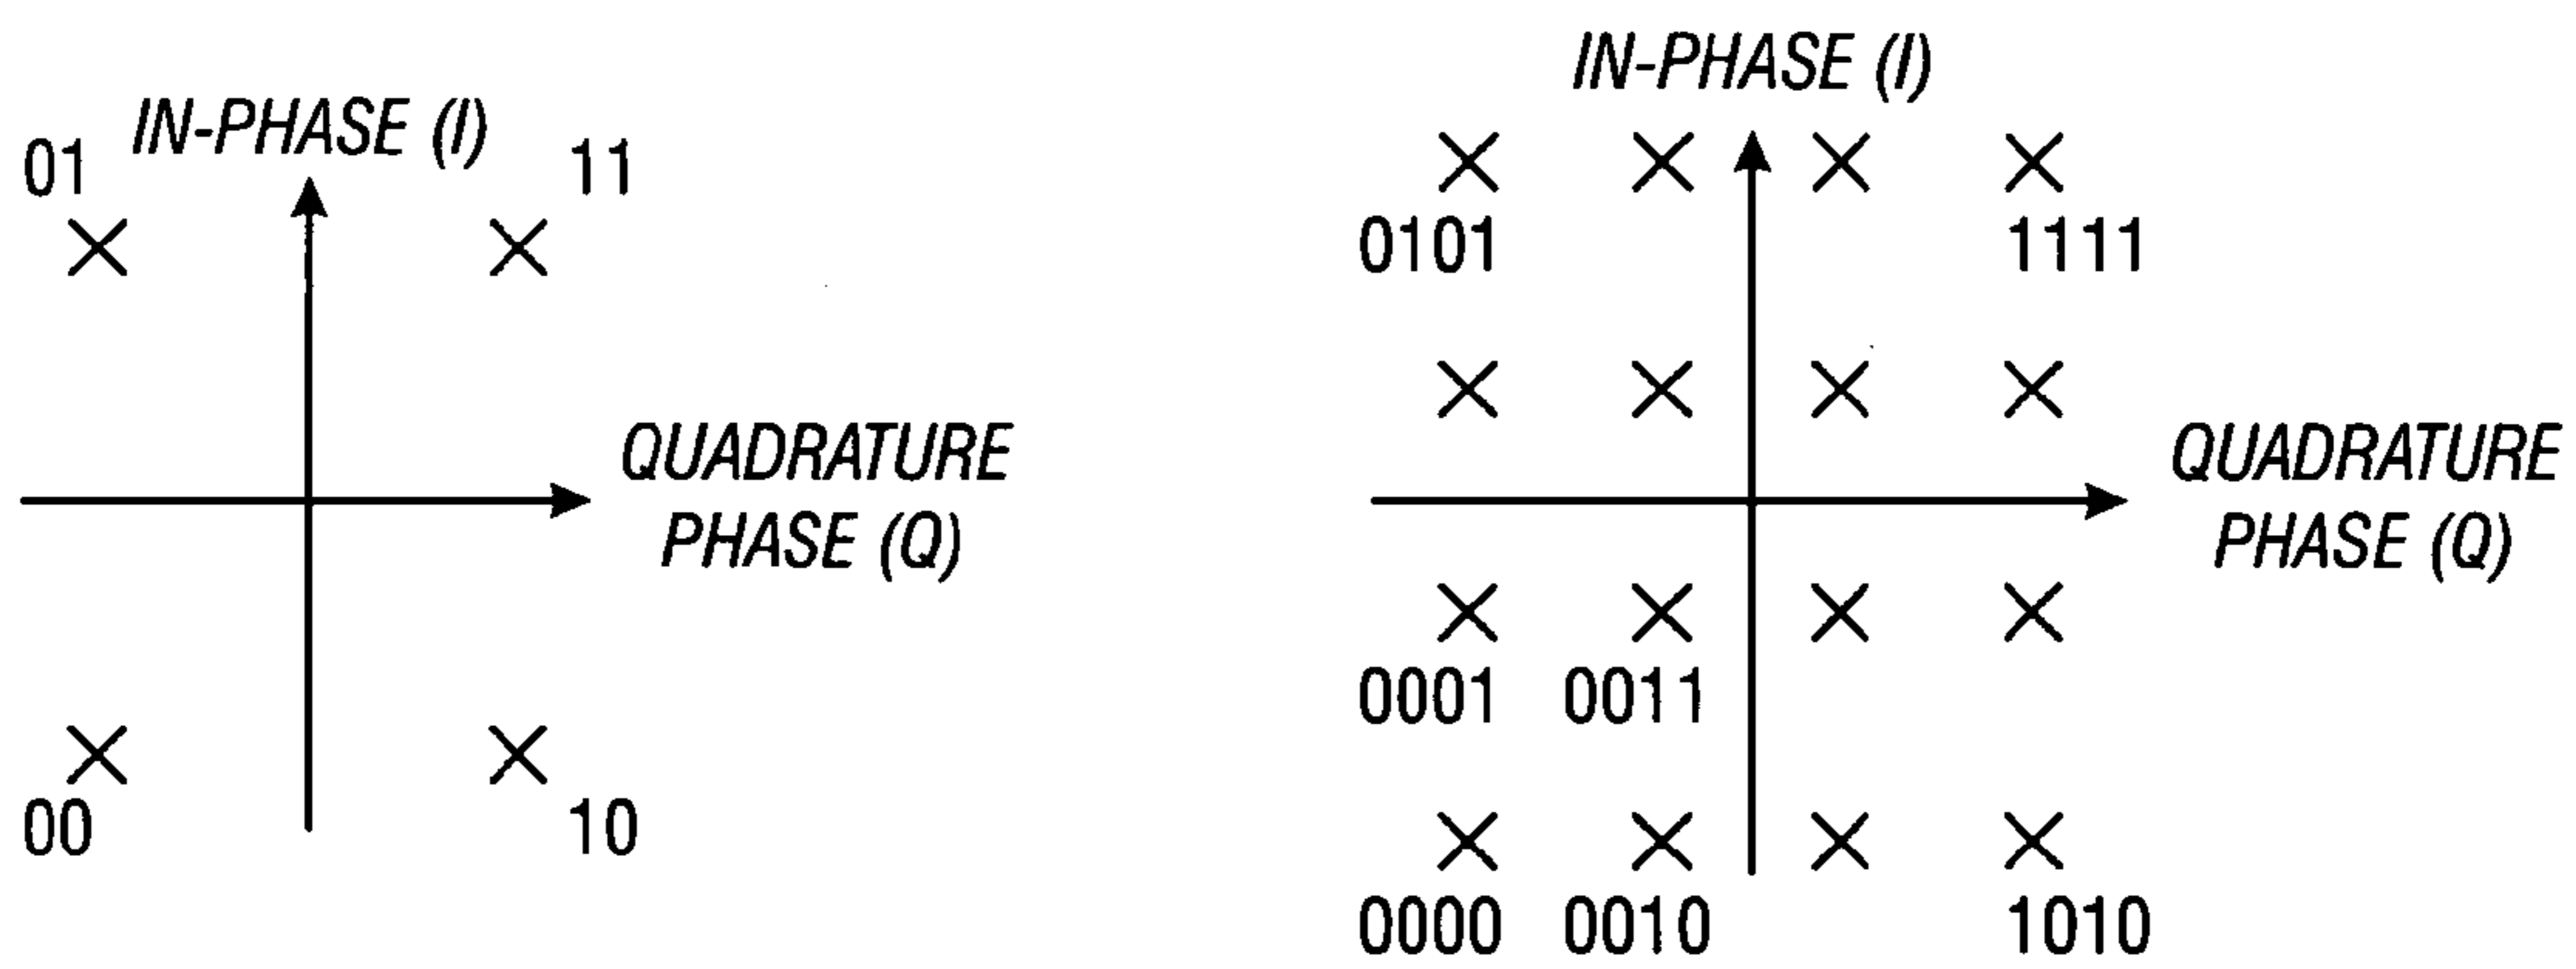 IN-PHASE (I)
01
11
QUADRATURE
PHASE (Q)
00
10
IN-PHASE (I)
0101
1111
QUADRATURE
PHASE (Q)
0001 0011
0000 0010 1010